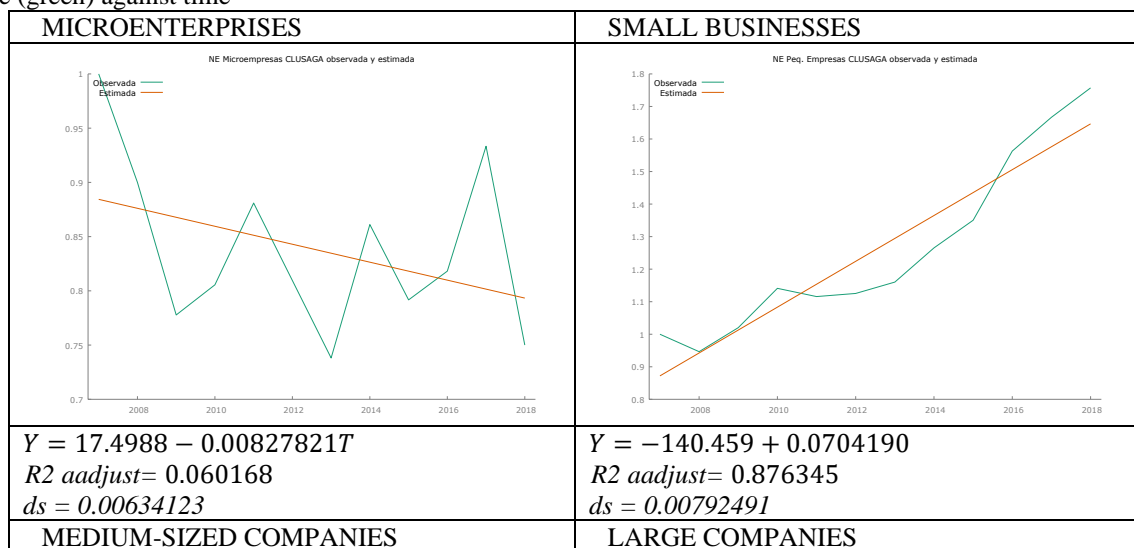 e (green) against time
MICROENTERPRISES
SMALL BUSINESSES
NE Microempresas CLUSAGA observada y estimada
Observada
Estimada
1
0.95
0.9
0.85
0.8
0.75
0.7
2008 2010 2012 2014 2016 2018
NE Peq. Empresas CLUSAGA observada y estimada
Observada
Estimada
1.8
1.7
1.6
1.5
1.4
1.3
1.2
1.1
1
0.9
0.8
2008 2010 2012 2014 2016 2018
Y = 17.4988 − 0.00827821T
R2 aadjust= 0.060168
ds = 0.00634123
Y = −140.459 + 0.0704190
R2 aadjust= 0.876345
ds = 0.00792491
MEDIUM-SIZED COMPANIES
LARGE COMPANIES